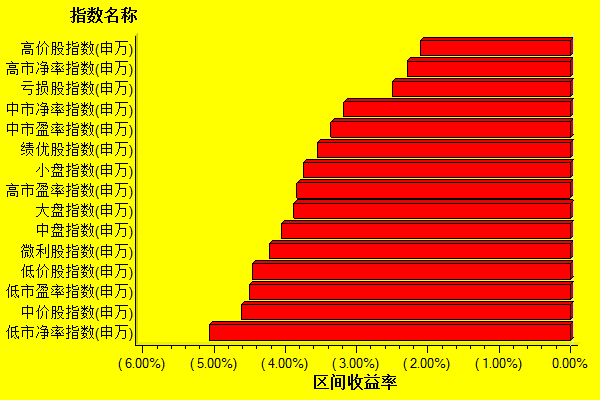 指数名称
高价股指数(申万)
高市净率指数(申万)
亏损股指数(申万)
中市净率指数(申万)
中市盈率指数(申万)
绩优股指数(申万)
小盘指数(申万)
高市盈率指数(申万)
大盘指数(申万)
中盘指数(申万)
微利股指数(申万)
低价股指数(申万)
低市盈率指数(申万)
中价股指数(申万)
低市净率指数(申万)
(6.00%) (5.00%) (4.00%) (3.00%) (2.00%) (1.00%) 0.00%
区间收益率